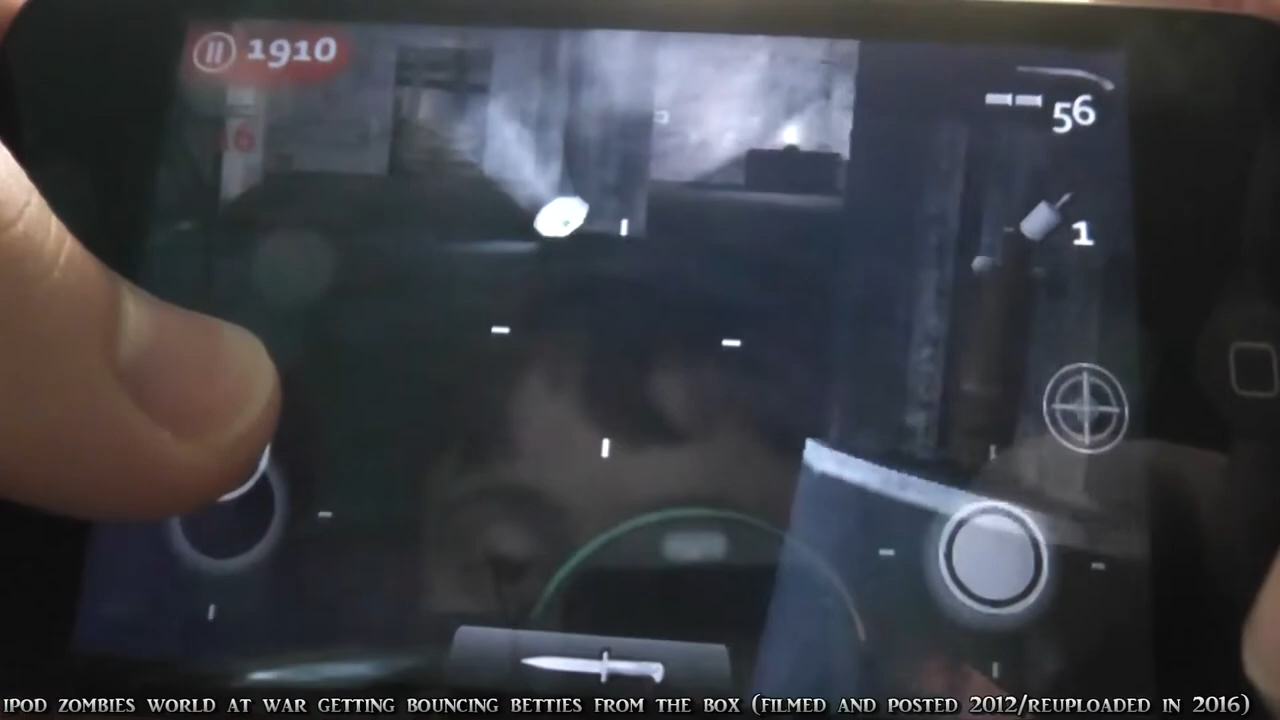 1910
56
6
1
IPOD ZOMBIES WORLD AT WAR GETTING BOUNCING BETTIES FROM THE BOX (FILMED AND POSTED 2012/REUPLOADED IN 2016)